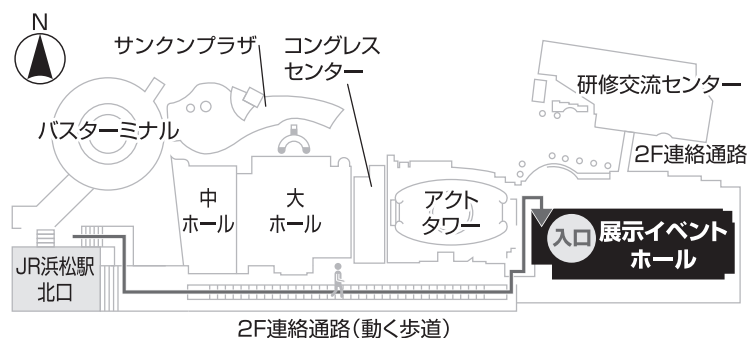 N
サンクンプラザ
コングレス
センター
研修交流センター
バスターミナル
2F連絡通路
中
ホール
大
ホール
アクト
タワー
入口
展示イベント
ホール
JR浜松駅
北口
2F連絡通路（動く歩道）